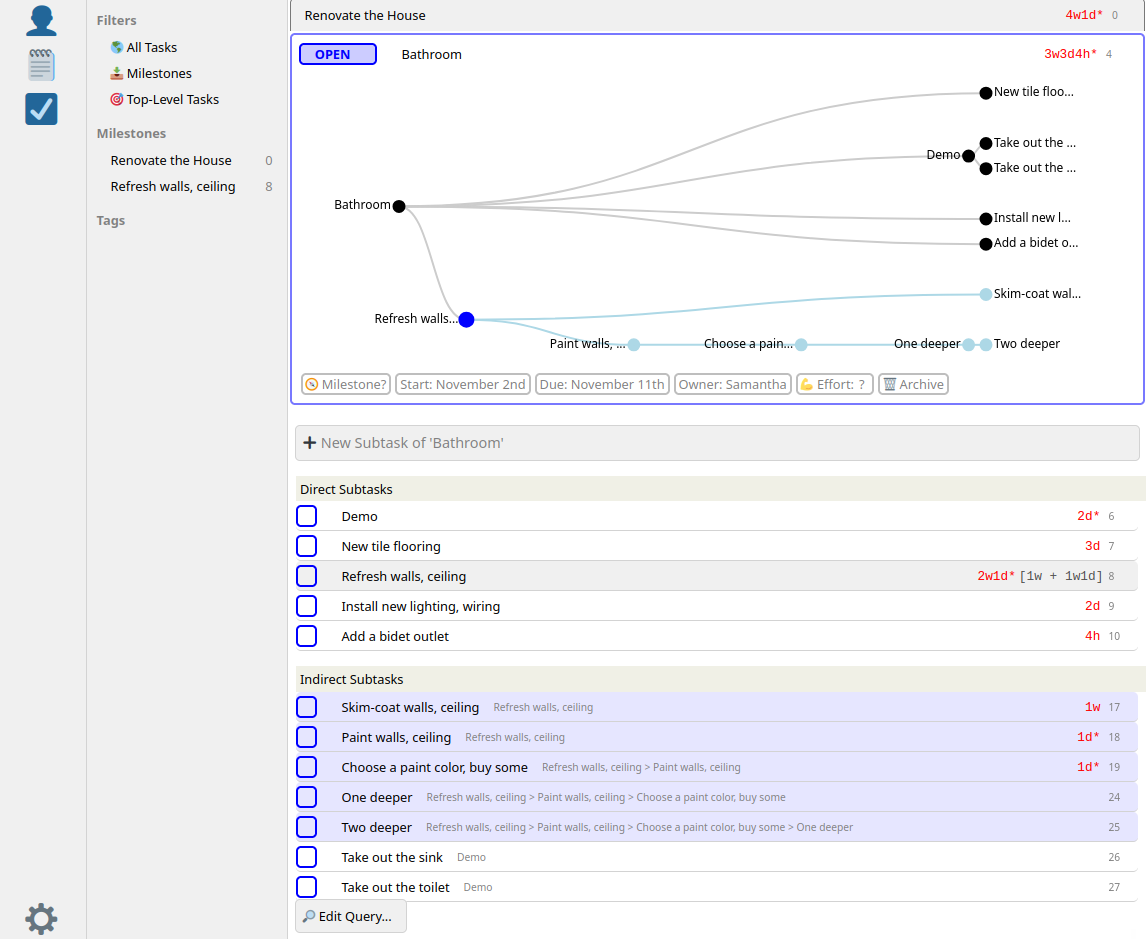 Filters
All Tasks
Milestones
Top-Level Tasks
Milestones
Renovate the House 0
Refresh walls, ceiling 8
Tags
Renovate the House 4w1d* 0
OPEN Bathroom 3w3d4h* 4
New tile floo...
Take out the ...
Demo
Take out the ...
Bathroom
Install new l...
Add a bidet o...
Skim-coat wal...
Refresh walls...
Paint walls, ... Choose a pain... One deeper Two deeper
Milestone? Start: November 2nd Due: November 11th Owner: Samantha Effort: ? Archive
New Subtask of 'Bathroom'
Direct Subtasks
Demo 2d* 6
New tile flooring 3d 7
Refresh walls, ceiling 2w1d* [1w + 1w1d] 8
Install new lighting, wiring 2d 9
Add a bidet outlet 4h 10
Indirect Subtasks
Skim-coat walls, ceiling Refresh walls, ceiling 1w 17
Paint walls, ceiling Refresh walls, ceiling 1d* 18
Choose a paint color, buy some Refresh walls, ceiling > Paint walls, ceiling 1d* 19
One deeper Refresh walls, ceiling > Paint walls, ceiling > Choose a paint color, buy some 24
Two deeper Refresh walls, ceiling > Paint walls, ceiling > Choose a paint color, buy some > One deeper 25
Take out the sink Demo 26
Take out the toilet Demo 27
Edit Query...